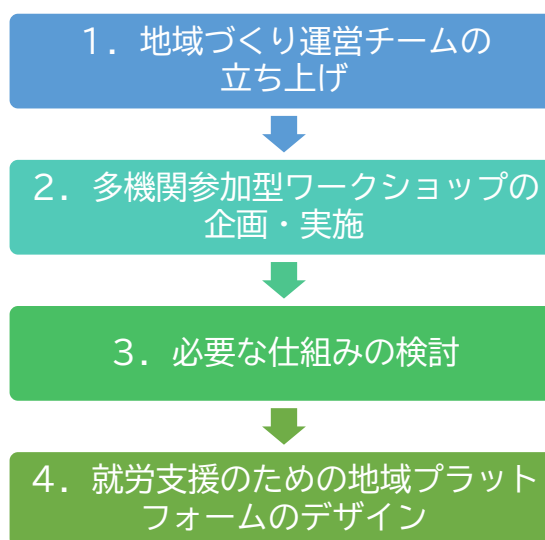 １．地域づくり運営チームの
立ち上げ
２．多機関参加型ワークショップの
企画・実施
３．必要な仕組みの検討
４．就労支援のための地域プラット
フォームのデザイン